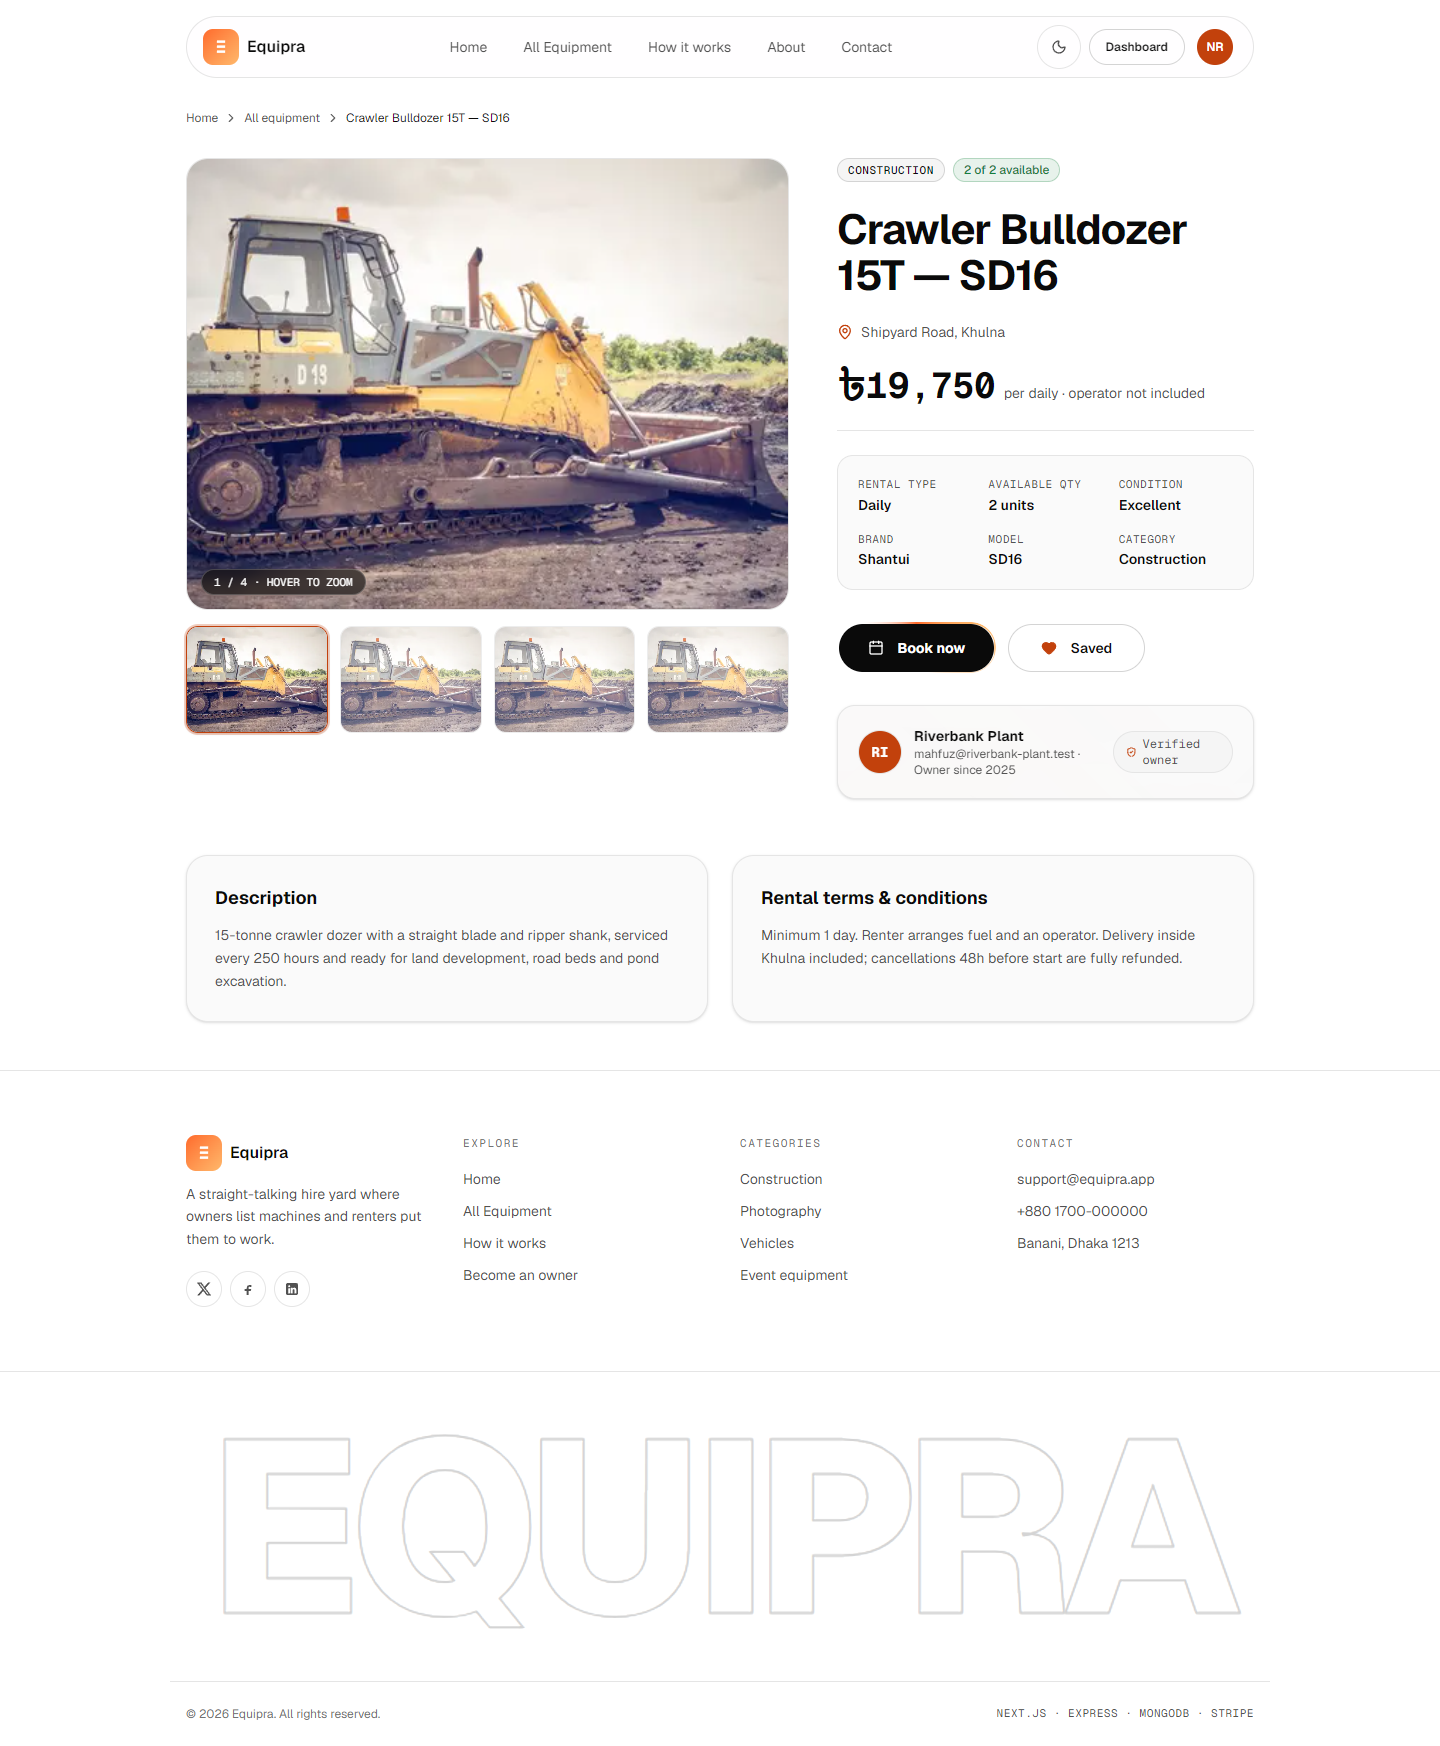 Equipra
Home
All Equipment
How it works
About
Contact
Dashboard
NR
Home
All equipment
Crawler Bulldozer 15T — SD16
D 19
1 / 4 · HOVER TO ZOOM
CONSTRUCTION
2 of 2 available
Crawler Bulldozer
15T — SD16
Shipyard Road, Khulna
৳19,750 per daily · operator not included
RENTAL TYPE
Daily
AVAILABLE QTY
2 units
CONDITION
Excellent
BRAND
Shantui
MODEL
SD16
CATEGORY
Construction
Book now
Saved
RI
Riverbank Plant
mahfuz@riverbank-plant.test ·
Owner since 2025
Verified
owner
Description
15-tonne crawler dozer with a straight blade and ripper shank, serviced
every 250 hours and ready for land development, road beds and pond
excavation.
Rental terms & conditions
Minimum 1 day. Renter arranges fuel and an operator. Delivery inside
Khulna included; cancellations 48h before start are fully refunded.
Equipra
A straight-talking hire yard where
owners list machines and renters put
them to work.
EXPLORE
Home
All Equipment
How it works
Become an owner
CATEGORIES
Construction
Photography
Vehicles
Event equipment
CONTACT
support@equipra.app
+880 1700-000000
Banani, Dhaka 1213
EQUIPRA
© 2026 Equipra. All rights reserved.
NEXT.JS · EXPRESS · MONGODB · STRIPE